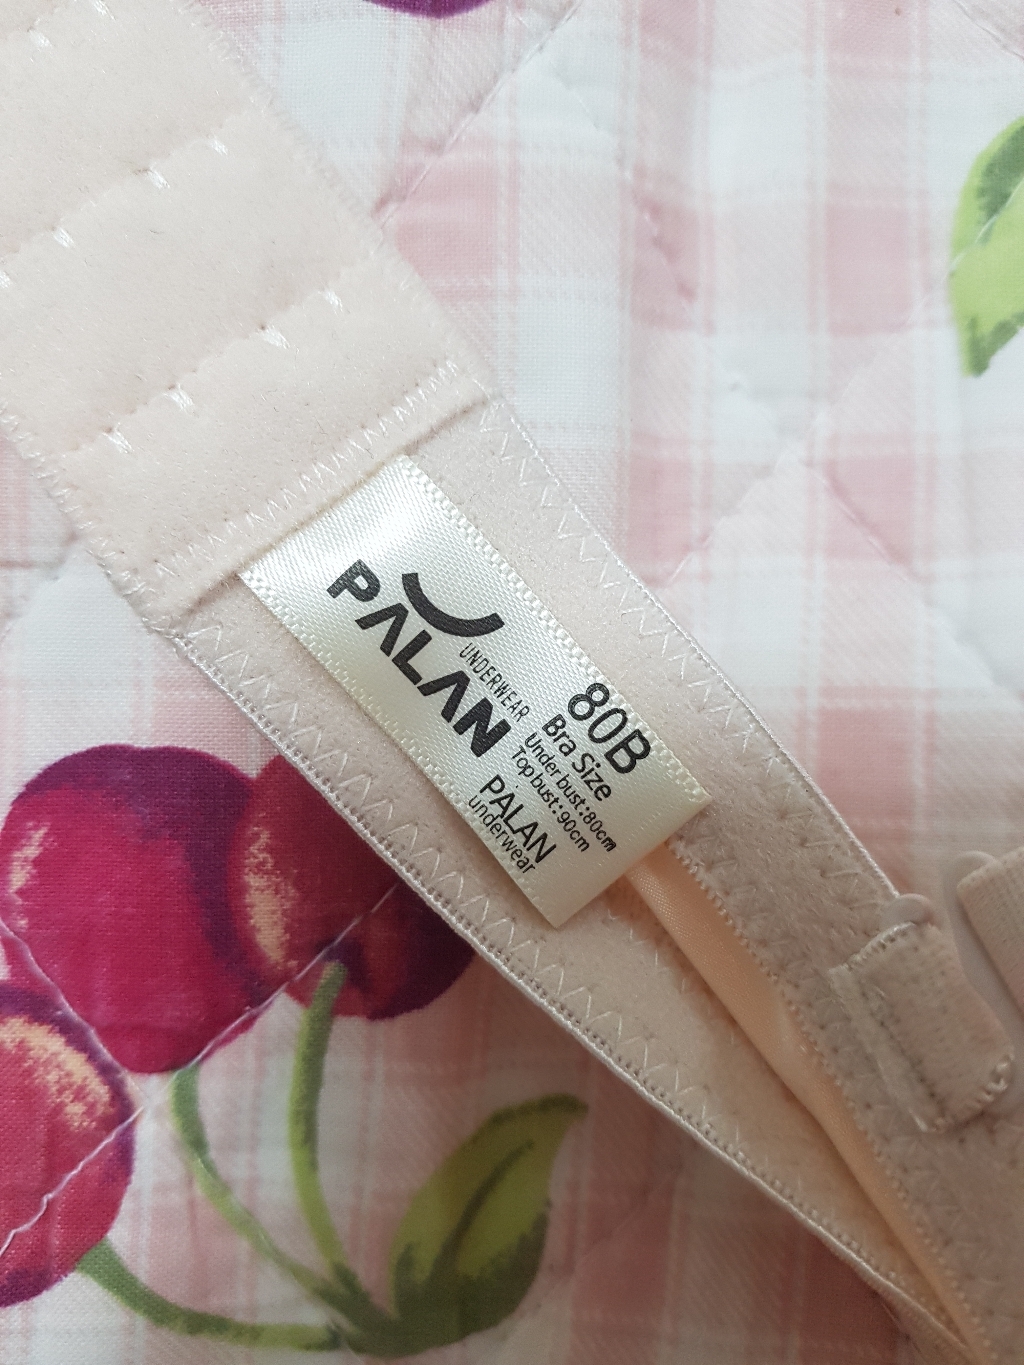 PALAN
UNDERWEAR
80B
Bra Size
Under bust:80cm
Top bust:90cm
PALAN
underwear